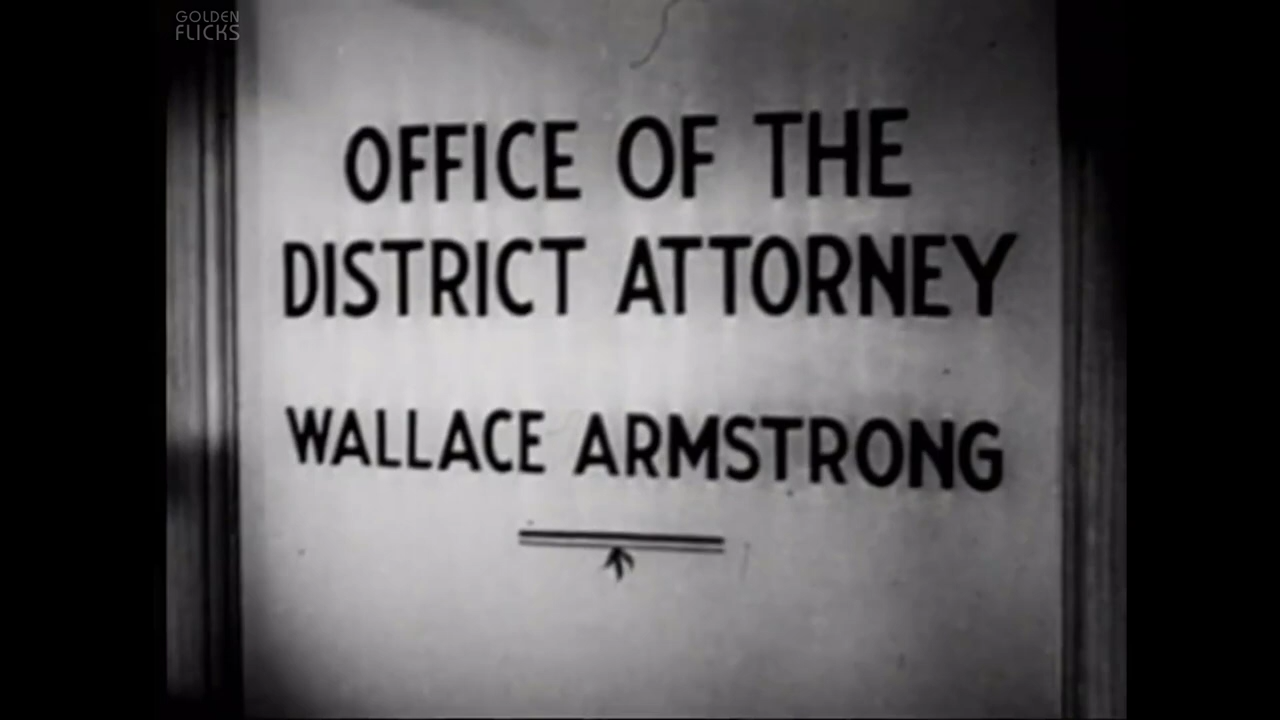 GOLDEN
FLICKS
OFFICE OF THE
DISTRICT ATTORNEY
WALLACE ARMSTRONG